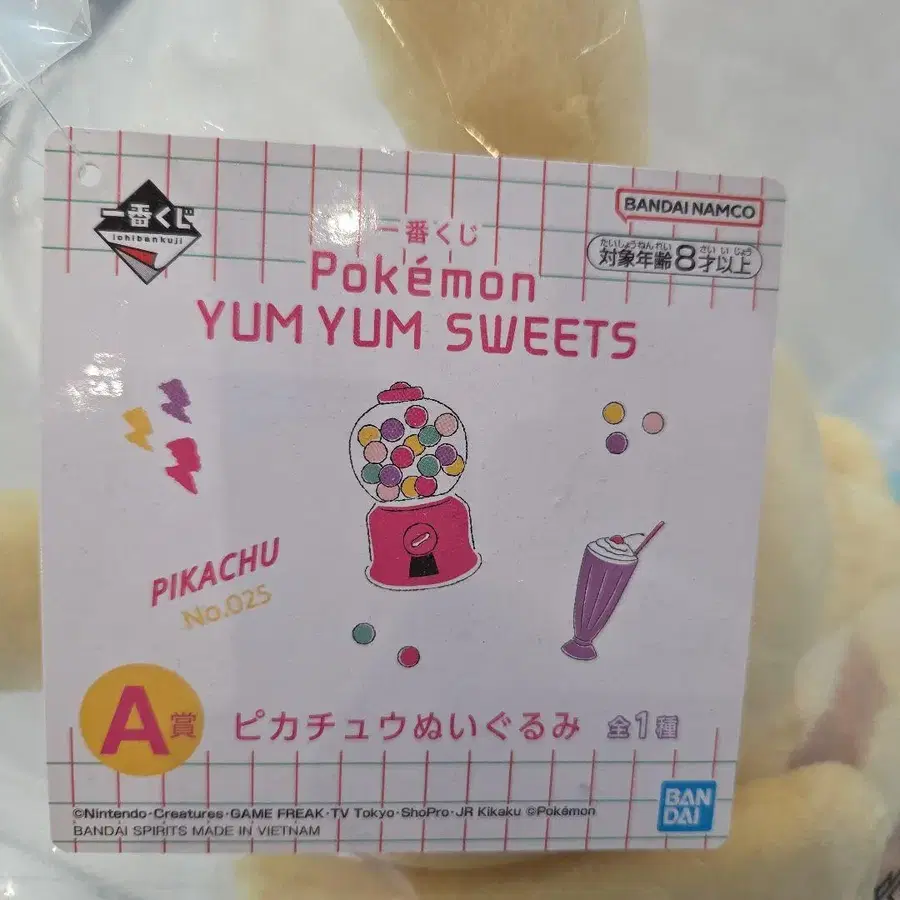 一番くじ
ichibankuji
一番くじ
Pokémon
YUM YUM SWEETS
BANDAI NAMCO
たいしょうねんれい さい い じょう
対象年齢8才以上
PIKACHU
No.025
A賞
ピカチュウぬいぐるみ 全1種
©Nintendo・Creatures・GAME FREAK・TV Tokyo・ShoPro・JR Kikaku ©Pokémon
BANDAI SPIRITS MADE IN VIETNAM
BAN
DAI